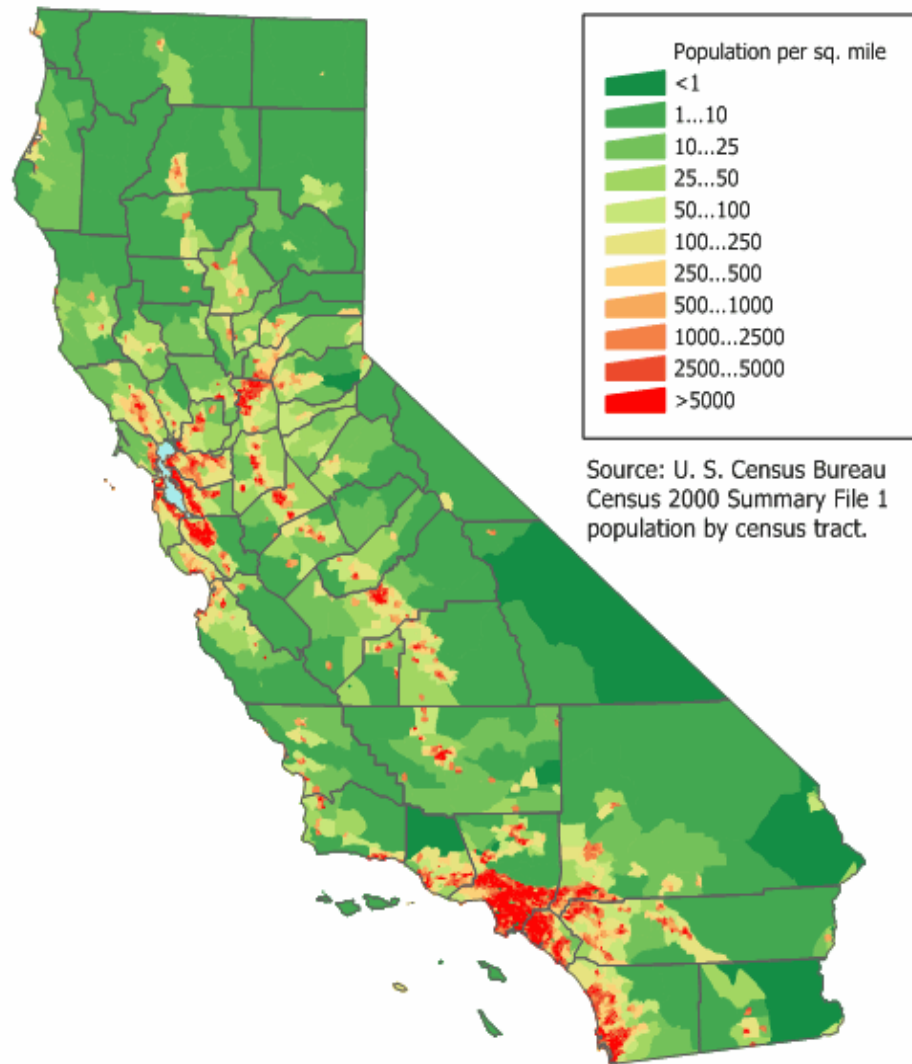 Population per sq. mile
<1
1...10
10...25
25...50
50...100
100...250
250...500
500...1000
1000...2500
2500...5000
>5000
Source: U. S. Census Bureau
Census 2000 Summary File 1
population by census tract.